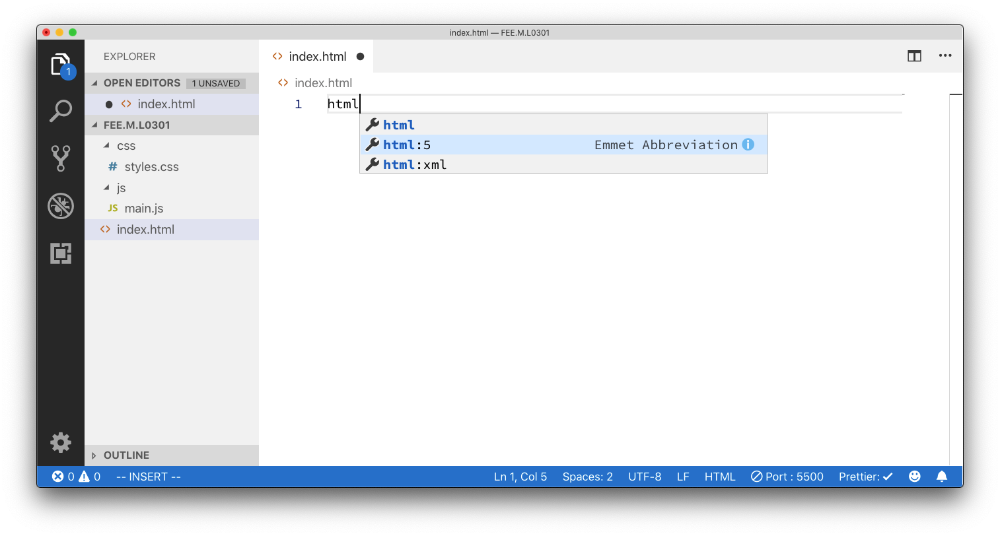 index.html — FEE.M.L0301
EXPLORER
index.html
1
OPEN EDITORS 1 UNSAVED
index.html
index.html
1 html
FEE.M.L0301
html
css
html:5 Emmet Abbreviation
# styles.css
html:xml
js
JS main.js
index.html
OUTLINE
0 0 -- INSERT -- Ln 1, Col 5 Spaces: 2 UTF-8 LF HTML Port : 5500 Prettier: